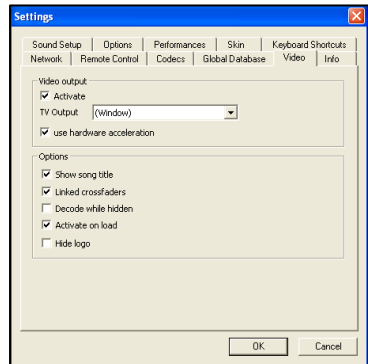 Settings
Sound Setup Options Performances Skin Keyboard Shortcuts
Network Remote Control Codecs Global Database Video Info
Video output
Activate
TV Output (Window)
use hardware acceleration
Options
Show song title
Linked crossfaders
Decode while hidden
Activate on load
Hide logo
OK Cancel